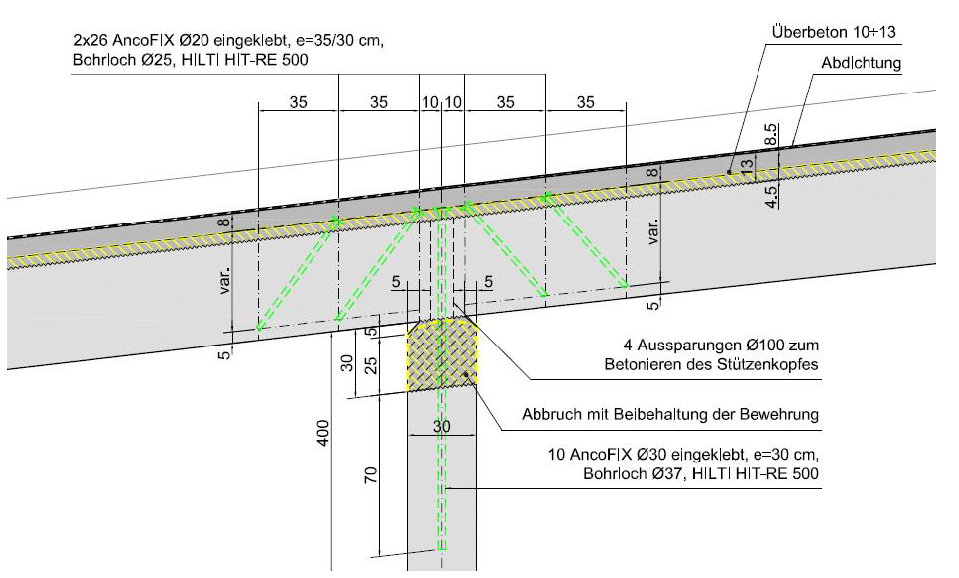 2x26 AncoFIX Ø20 eingeklebt, e=35/30 cm,
Bohrloch Ø25, HILTI HIT-RE 500
Überbeton 10÷13
Abdichtung
35
35
10
10
35
35
8.5
13
4.5
8
8
var.
var.
5
5
5
5
5
30
25
4 Aussparungen Ø100 zum
Betonieren des Stützenkopfes
Abbruch mit Beibehaltung der Bewehrung
30
400
70
10 AncoFIX Ø30 eingeklebt, e=30 cm,
Bohrloch Ø37, HILTI HIT-RE 500